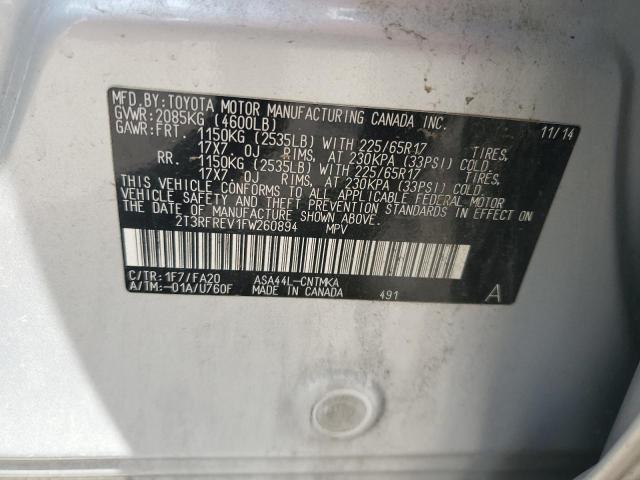 MFD.BY:TOYOTA MOTOR MANUFACTURING CANADA INC.
GVWR:2085KG (4600LB) 11/14
GAWR:FRT. 1150KG (2535LB) WITH 225/65R17 TIRES,
17X7 0J RIMS, AT 230KPA (33PSI) COLD
RR. 1150KG (2535LB) WITH 225/65R17 TIRES,
17X7 0J RIMS, AT 230KPA (33PSI) COLD
THIS VEHICLE CONFORMS TO ALL APPLICABLE FEDERAL MOTOR
VEHICLE SAFETY AND THEFT PREVENTION STANDARDS IN EFFECT ON
THE DATE OF MANUFACTURE SHOWN ABOVE.
2T3RFREV1FW260894 MPV
C/TR:1F7/FA20 ASA44L-CNTMKA
A/TM:-01A/U760F MADE IN CANADA 491 A